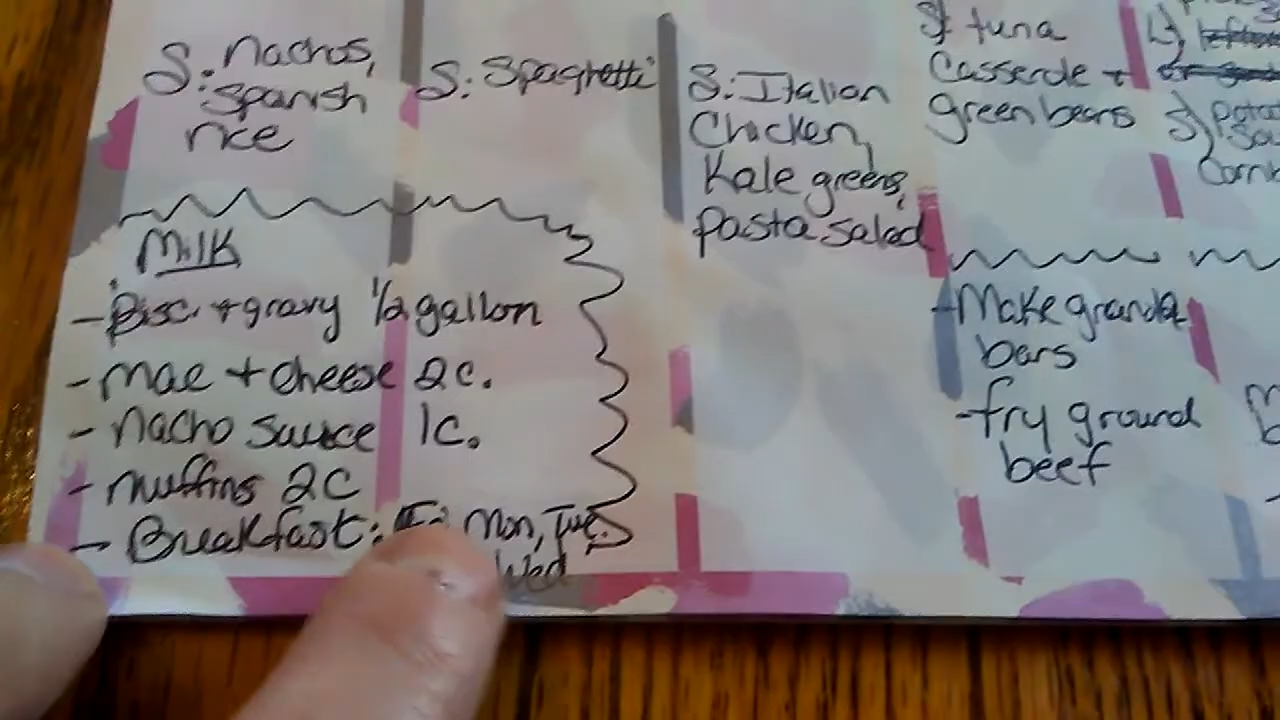 S: Nachos,
Spanish
rice
S: Spaghetti
S: Italian
Chicken,
Kale greens,
pasta salad
S) tuna
Casserole +
green beans
L)
S)
Milk
- Bisc. + gravy 1/2 gallon
- mac + cheese 2c.
- nacho sauce 1c.
- muffins 2C
- Breakfast: Mon, Tue,
Wed
- Make granola
bars
- fry ground
beef